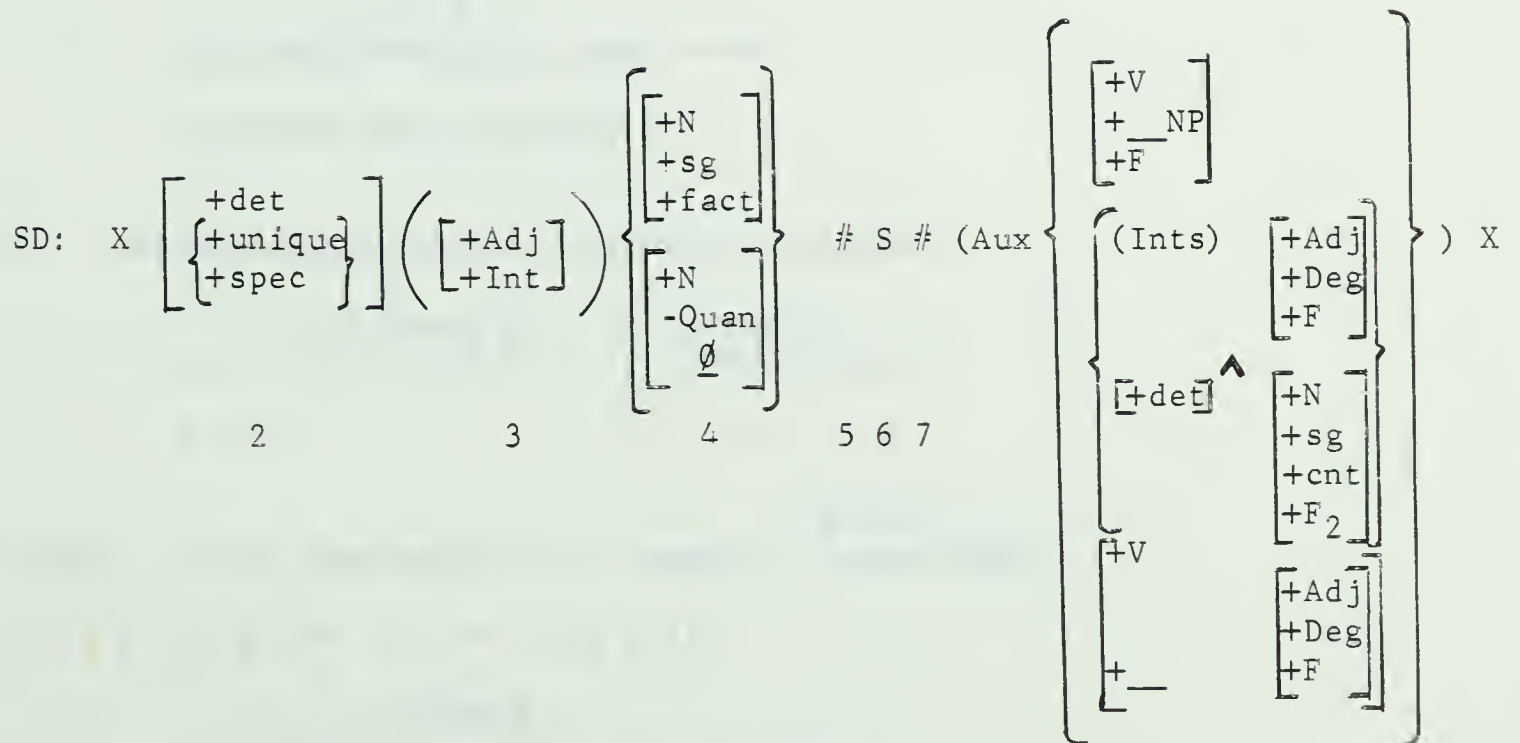 +V
+__NP
+F
+N
+sg
+fact
SD: X [ +det { +unique +spec } ] ( [ +Adj +Int ] ) # S # (Aux (Ints) [ +Adj +Deg +F ] ) X
+N
-Quan
Ø
[+det] ∧ [ +N +sg +cnt +F2 ]
2 3 4 5 6 7
+V
+__ [ +Adj +Deg +F ]